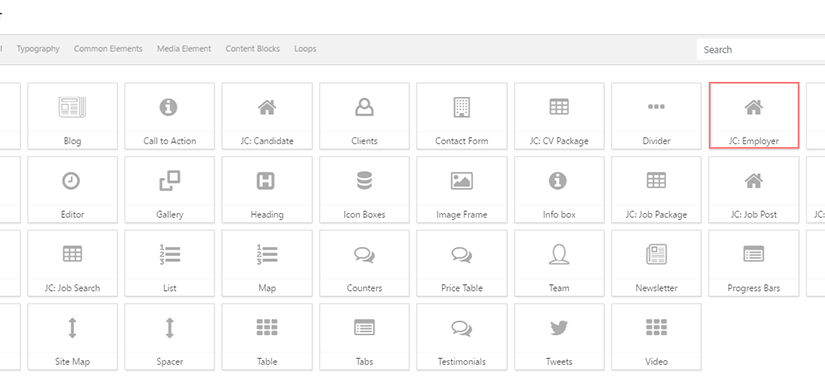 Typography Common Elements Media Element Content Blocks Loops Search
Blog Call to Action JC: Candidate Clients Contact Form JC: CV Package Divider JC: Employer
Editor Gallery Heading Icon Boxes Image Frame Info box JC: Job Package JC: Job Post
JC: Job Search List Map Counters Price Table Team Newsletter Progress Bars
Site Map Spacer Table Tabs Testimonials Tweets Video